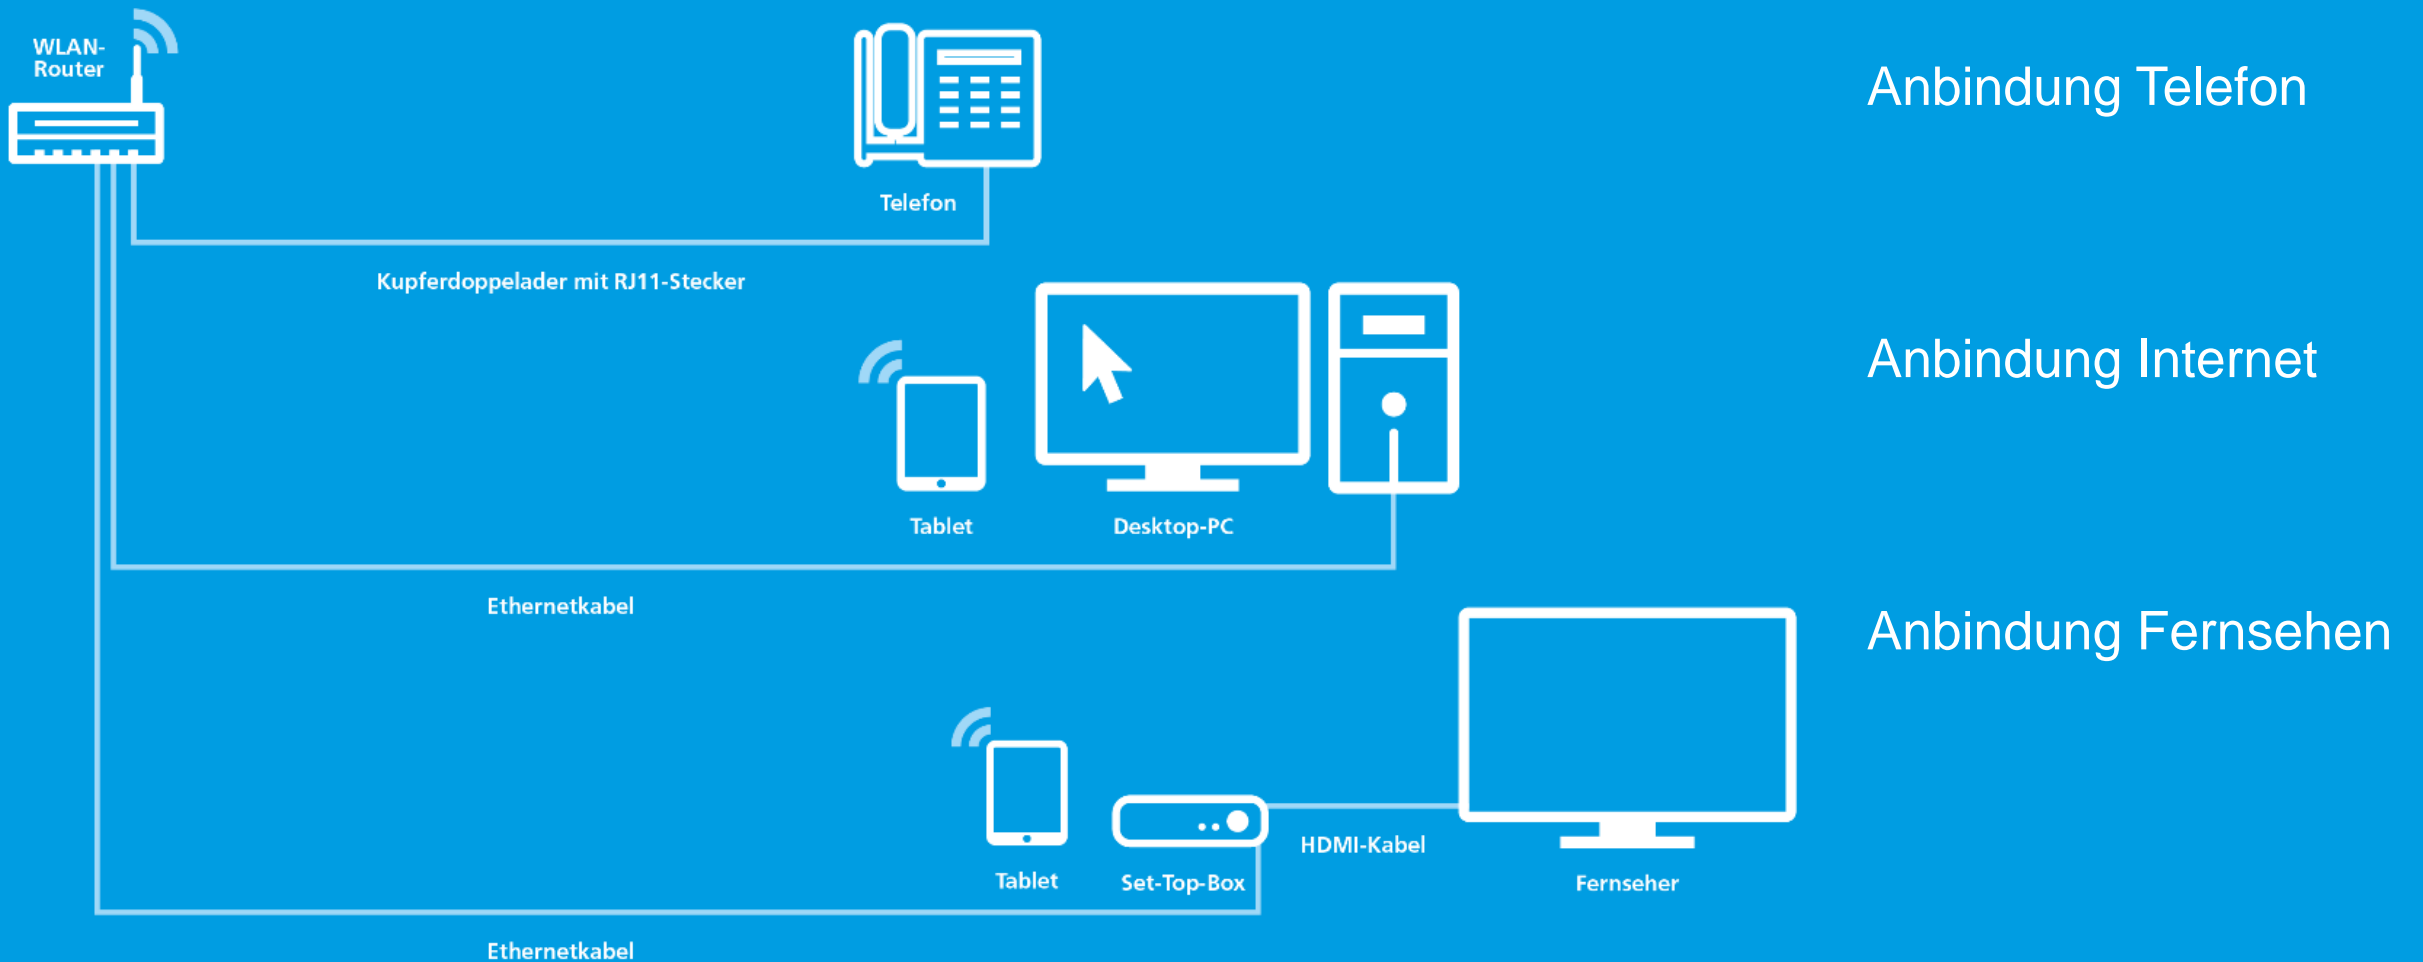 WLAN-
Router
Anbindung Telefon
Telefon
Kupferdoppelader mit RJ11-Stecker
Anbindung Internet
Tablet
Desktop-PC
Ethernetkabel
Anbindung Fernsehen
HDMI-Kabel
Tablet
Set-Top-Box
Fernseher
Ethernetkabel